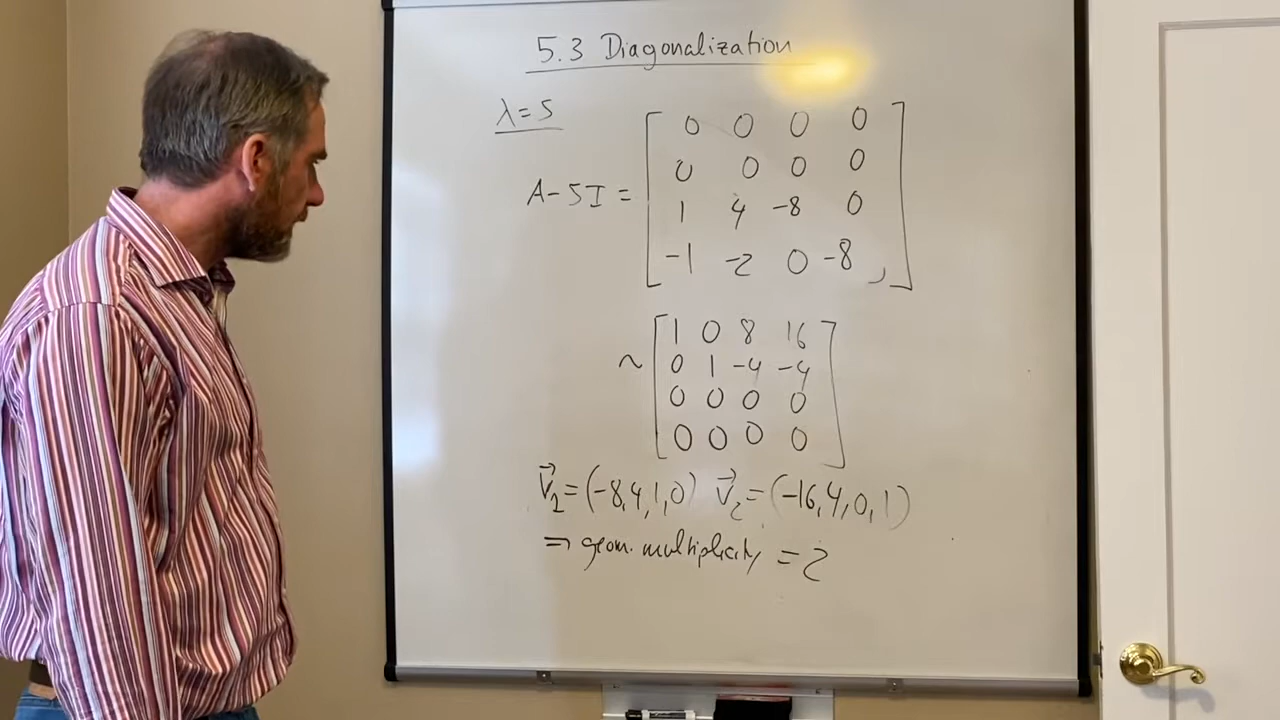 5.3 Diagonalization
λ=5
A-5I = [ 0 0 0 0
0 0 0 0
1 4 -8 0
-1 -2 0 -8 ]
~ [ 1 0 8 16
0 1 -4 -4
0 0 0 0
0 0 0 0 ]
v⃗₁=(-8,4,1,0) v⃗₂=(-16,4,0,1)
⇒ geom. multiplicity = 2